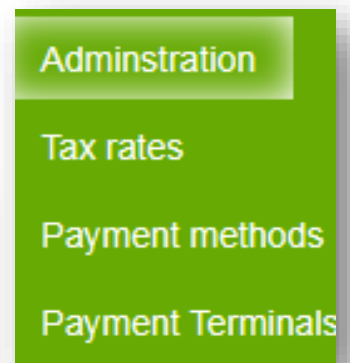 Adminstration
Tax rates
Payment methods
Payment Terminals